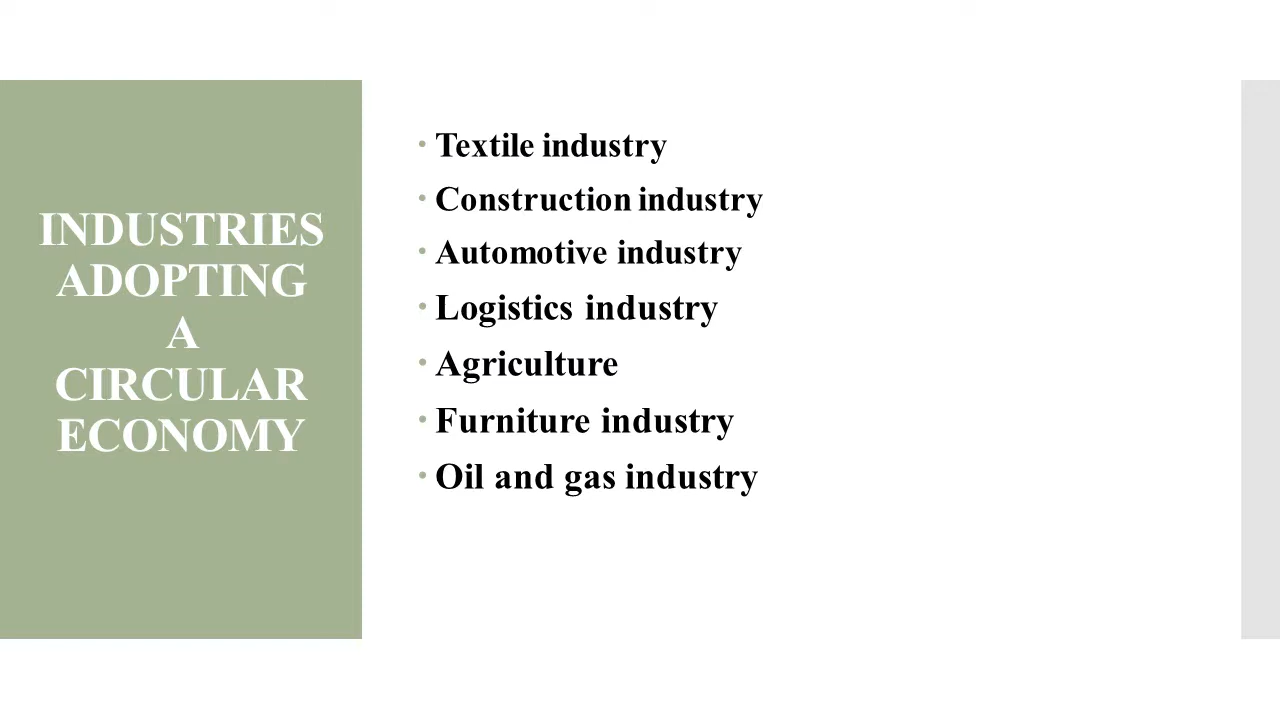 INDUSTRIES
ADOPTING
A
CIRCULAR
ECONOMY
• Textile industry
• Construction industry
• Automotive industry
• Logistics industry
• Agriculture
• Furniture industry
• Oil and gas industry